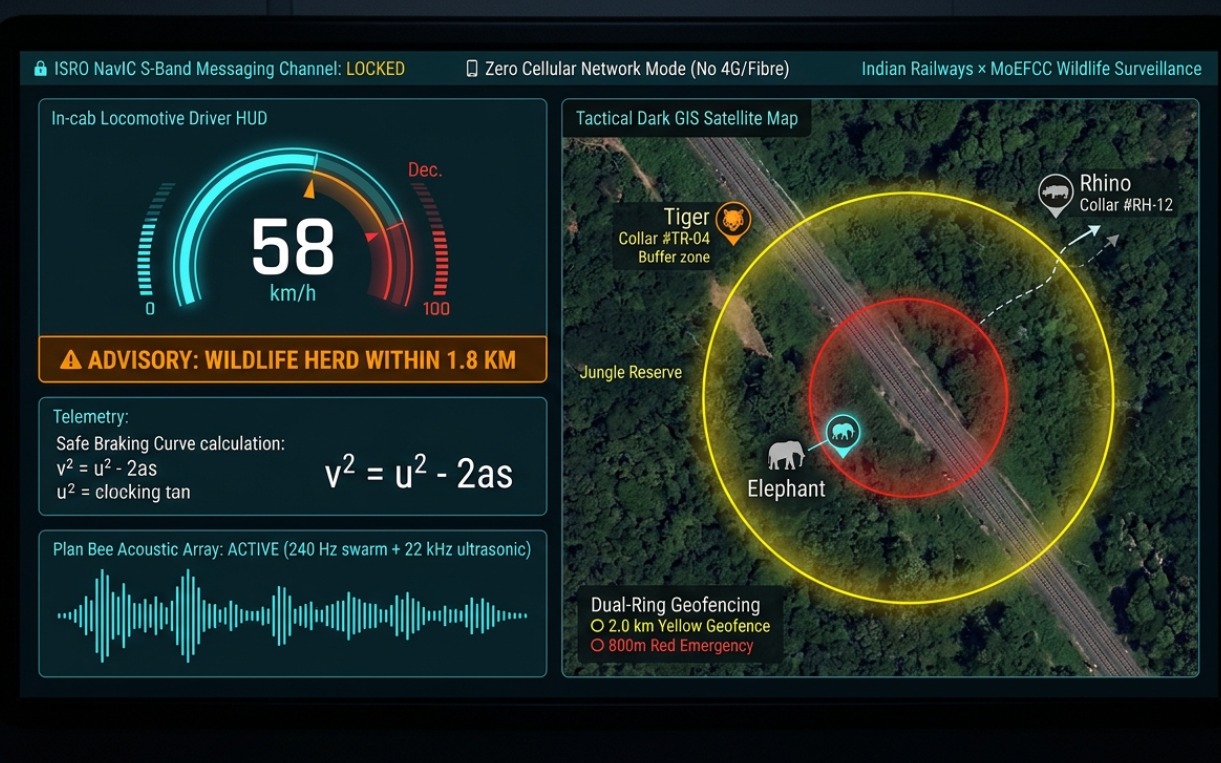 ISRO NavIC S-Band Messaging Channel: LOCKED
Zero Cellular Network Mode (No 4G/Fibre)
Indian Railways × MoEFCC Wildlife Surveillance
In-cab Locomotive Driver HUD
Dec.
58
km/h
0
100
ADVISORY: WILDLIFE HERD WITHIN 1.8 KM
Telemetry:
Safe Braking Curve calculation:
v² = u² - 2as
u² = clocking tan
v² = u² - 2as
Plan Bee Acoustic Array: ACTIVE (240 Hz swarm + 22 kHz ultrasonic)
Tactical Dark GIS Satellite Map
Tiger
Collar #TR-04
Buffer zone
Rhino
Collar #RH-12
Jungle Reserve
Elephant
Dual-Ring Geofencing
2.0 km Yellow Geofence
800m Red Emergency